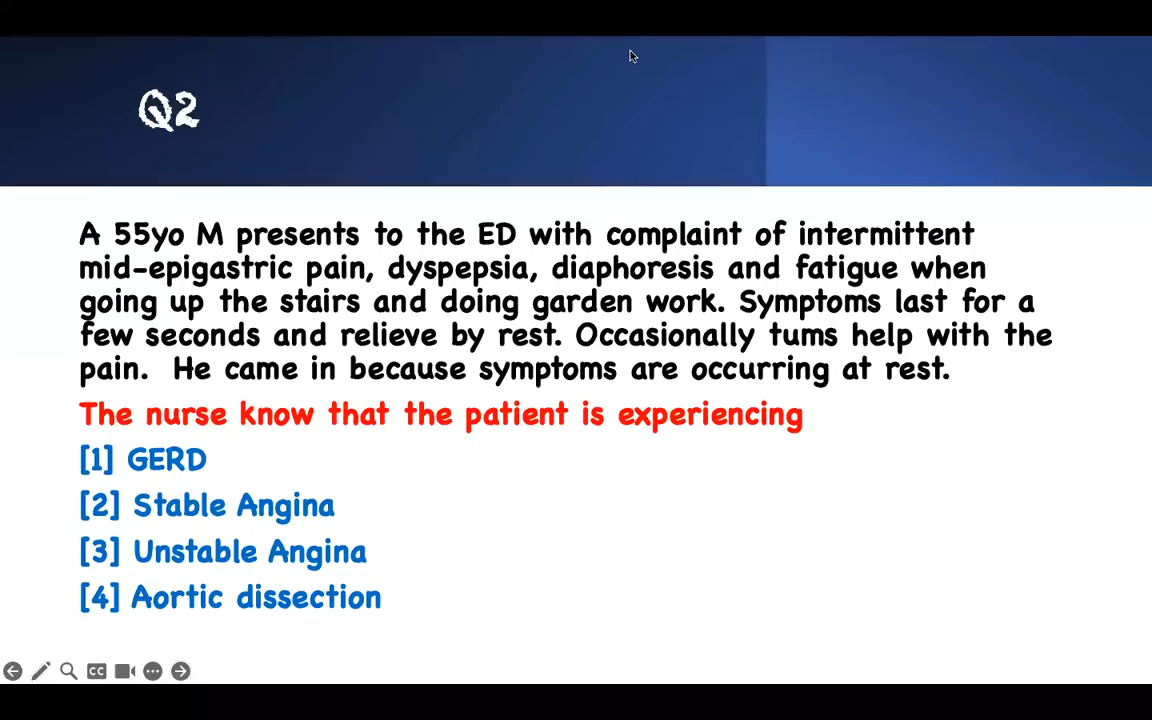 Q2
A 55yo M presents to the ED with complaint of intermittent
mid-epigastric pain, dyspepsia, diaphoresis and fatigue when
going up the stairs and doing garden work. Symptoms last for a
few seconds and relieve by rest. Occasionally tums help with the
pain. He came in because symptoms are occurring at rest.
The nurse know that the patient is experiencing
[1] GERD
[2] Stable Angina
[3] Unstable Angina
[4] Aortic dissection
CC